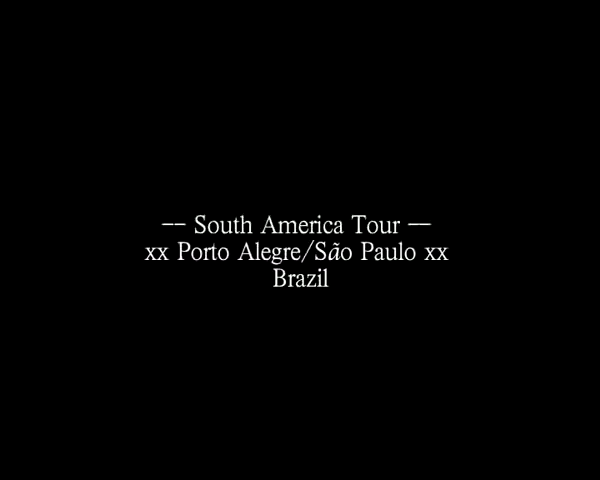 -- South America Tour --
xx Porto Alegre/São Paulo xx
Brazil